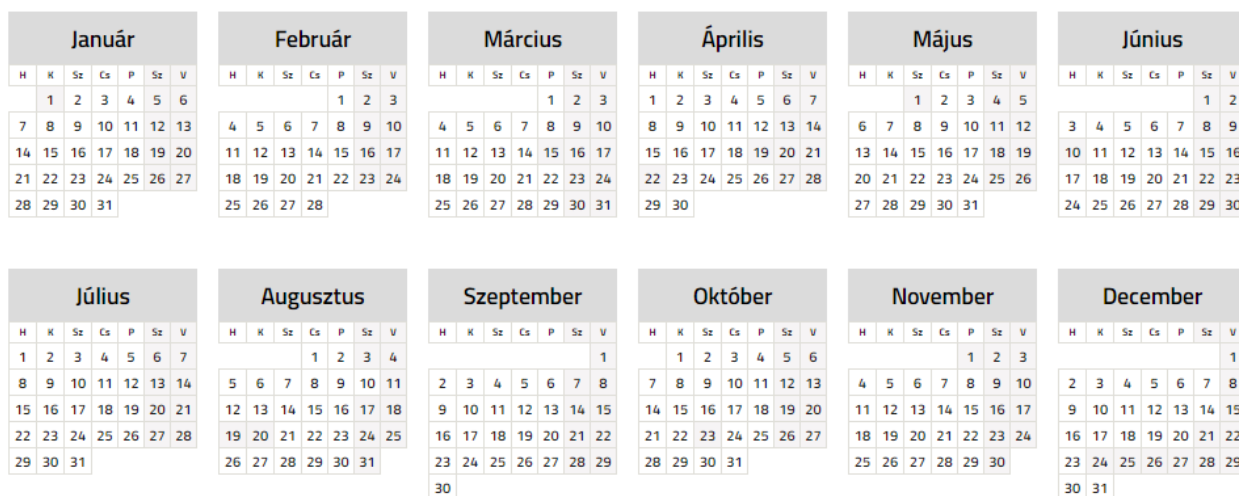 Január Február Március Április Május Június
H K Sz Cs P Sz V H K Sz Cs P Sz V H K Sz Cs P Sz V H K Sz Cs P Sz V H K Sz Cs P Sz V H K Sz Cs P Sz V
1 2 3 4 5 6 1 2 3 1 2 3 1 2 3 4 5 6 7 1 2 3 4 5 1 2
7 8 9 10 11 12 13 4 5 6 7 8 9 10 4 5 6 7 8 9 10 8 9 10 11 12 13 14 6 7 8 9 10 11 12 3 4 5 6 7 8 9
14 15 16 17 18 19 20 11 12 13 14 15 16 17 11 12 13 14 15 16 17 15 16 17 18 19 20 21 13 14 15 16 17 18 19 10 11 12 13 14 15 16
21 22 23 24 25 26 27 18 19 20 21 22 23 24 18 19 20 21 22 23 24 22 23 24 25 26 27 28 20 21 22 23 24 25 26 17 18 19 20 21 22 23
28 29 30 31 25 26 27 28 25 26 27 28 29 30 31 29 30 27 28 29 30 31 24 25 26 27 28 29 30
Július Augusztus Szeptember Október November December
H K Sz Cs P Sz V H K Sz Cs P Sz V H K Sz Cs P Sz V H K Sz Cs P Sz V H K Sz Cs P Sz V H K Sz Cs P Sz V
1 2 3 4 5 6 7 1 2 3 4 1 1 2 3 4 5 6 1 2 3 1
8 9 10 11 12 13 14 5 6 7 8 9 10 11 2 3 4 5 6 7 8 7 8 9 10 11 12 13 4 5 6 7 8 9 10 2 3 4 5 6 7 8
15 16 17 18 19 20 21 12 13 14 15 16 17 18 9 10 11 12 13 14 15 14 15 16 17 18 19 20 11 12 13 14 15 16 17 9 10 11 12 13 14 15
22 23 24 25 26 27 28 19 20 21 22 23 24 25 16 17 18 19 20 21 22 21 22 23 24 25 26 27 18 19 20 21 22 23 24 16 17 18 19 20 21 22
29 30 31 26 27 28 29 30 31 23 24 25 26 27 28 29 28 29 30 31 25 26 27 28 29 30 23 24 25 26 27 28 29
30 30 31